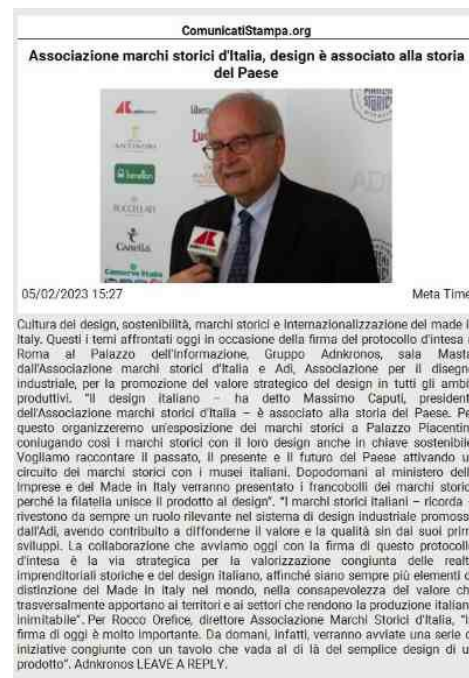 ComunicatiStampa.org
Associazione marchi storici d'Italia, design è associato alla storia
del Paese
benetton
BUCCELLATI
Canella
Conserve Italia
ADI
05/02/2023 15:27
Meta Time
Cultura dei design, sostenibilità, marchi storici e internazionalizzazione del made i
Italy. Questi i temi affrontati oggi in occasione della firma del protocollo d'intesa
Roma al Palazzo dell'Informazione, Gruppo Adnkronos, sala Masta
dall'Associazione marchi storici d'Italia e Adi, Associazione per il disegn
industriale, per la promozione del valore strategico del design in tutti gli ambi
produttivi. "Il design italiano – ha detto Massimo Caputi, president
dell'Associazione marchi storici d'Italia – è associato alla storia del Paese. Pe
questo organizzeremo un'esposizione dei marchi storici a Palazzo Piacentin
coniugando così i marchi storici con il loro design anche in chiave sostenibile
Vogliamo raccontare il passato, il presente e il futuro del Paese attivando u
circuito dei marchi storici con i musei italiani. Dopodomani al ministero dell
Imprese e del Made in Italy verranno presentato i francobolli dei marchi storic
perché la filatelia unisce il prodotto al design". "I marchi storici italiani – ricorda -
rivestono da sempre un ruolo rilevante nel sistema di design industriale promoss
dall'Adi, avendo contribuito a diffonderne il valore e la qualità sin dai suoi prim
sviluppi. La collaborazione che avviamo oggi con la firma di questo protocoll
d'intesa è la via strategica per la valorizzazione congiunta delle realt
imprenditoriali storiche e del design italiano, affinché siano sempre più elementi d
distinzione del Made in Italy nel mondo, nella consapevolezza del valore ch
trasversalmente apportano ai territori e ai settori che rendono la produzione italian
inimitabile". Per Rocco Orefice, direttore Associazione Marchi Storici d'Italia, "l
firma di oggi è molto importante. Da domani, infatti, verranno avviate una serie d
iniziative congiunte con un tavolo che vada al di là del semplice design di u
prodotto". Adnkronos LEAVE A REPLY.